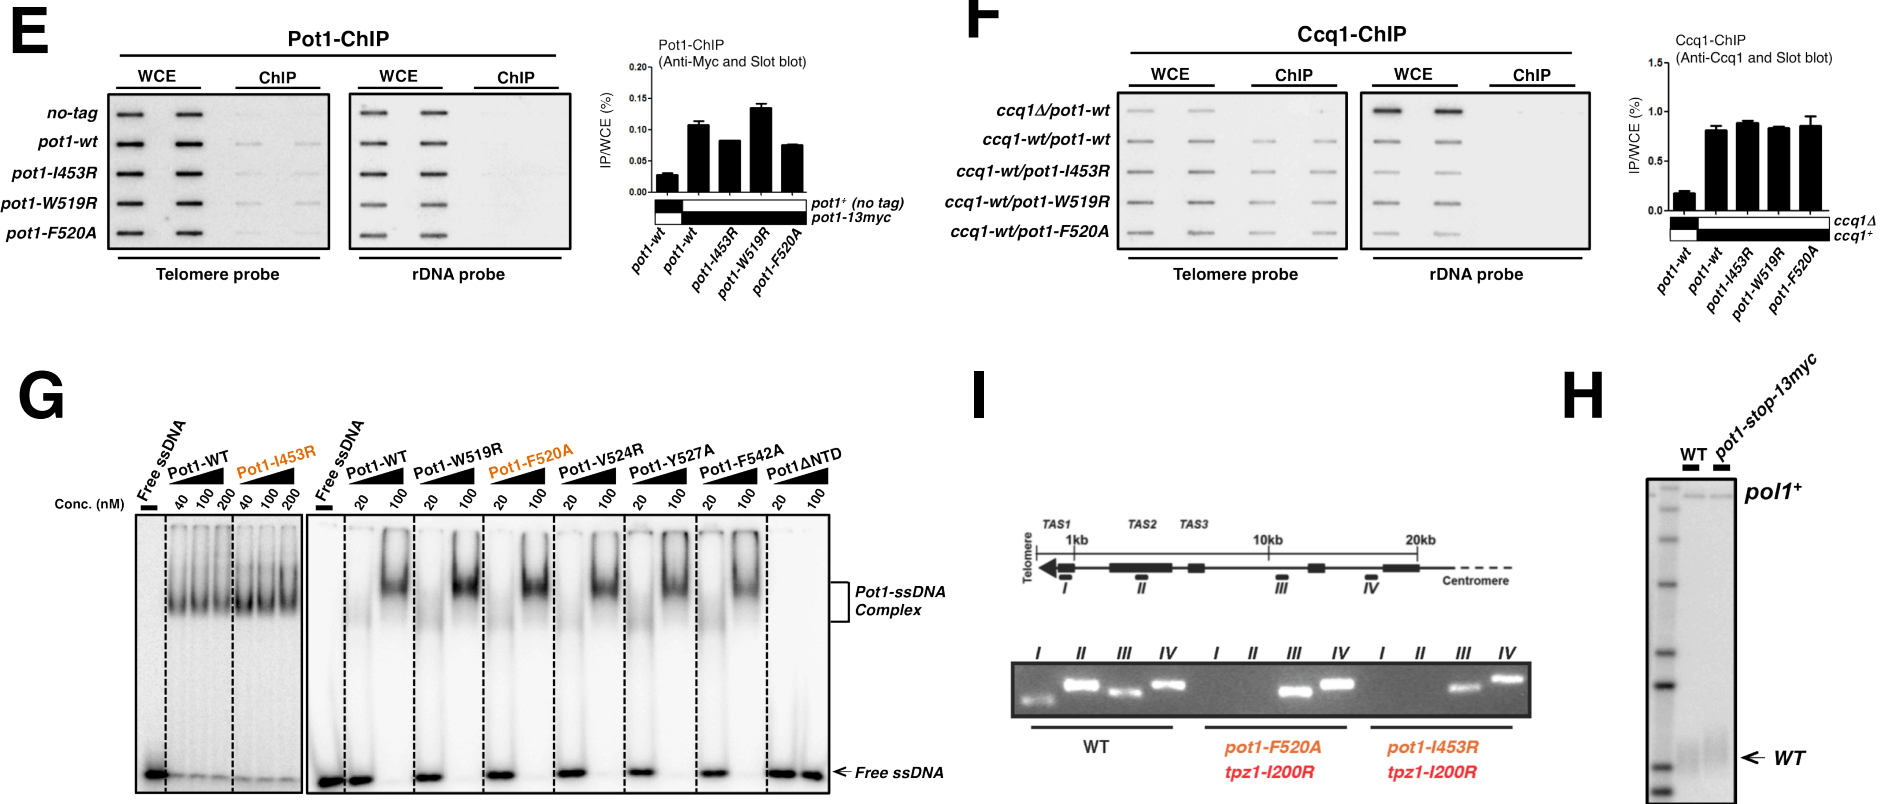 E
Pot1-ChIP
WCE
ChIP
WCE
ChIP
no-tag
pot1-wt
pot1-I453R
pot1-W519R
pot1-F520A
Telomere probe
rDNA probe
Pot1-ChIP
(Anti-Myc and Slot blot)
IP/WCE (%)
0.20
0.15
0.10
0.05
0.00
pot1+ (no tag)
pot1-13myc
pot1-wt
pot1-wt
pot1-I453R
pot1-W519R
pot1-F520A
F
Ccq1-ChIP
WCE
ChIP
WCE
ChIP
ccq1Δ/pot1-wt
ccq1-wt/pot1-wt
ccq1-wt/pot1-I453R
ccq1-wt/pot1-W519R
ccq1-wt/pot1-F520A
Telomere probe
rDNA probe
Ccq1-ChIP
(Anti-Ccq1 and Slot blot)
IP/WCE (%)
1.5
1.0
0.5
0.0
ccq1Δ
ccq1+
pot1-wt
pot1-wt
pot1-I453R
pot1-W519R
pot1-F520A
G
Free ssDNA
Pot1-WT
Pot1-I453R
Free ssDNA
Pot1-WT
Pot1-W519R
Pot1-F520A
Pot1-V524R
Pot1-Y527A
Pot1-F542A
Pot1ΔNTD
Conc. (nM)
40 100 200 40 100 200
20 100 20 100 20 100 20 100 20 100 20 100 20 100
Pot1-ssDNA
Complex
Free ssDNA
I
TAS1 TAS2 TAS3
1kb 10kb 20kb
Telomere
Centromere
I II III IV
I II III IV I II III IV I II III IV
WT
pot1-F520A
tpz1-I200R
pot1-I453R
tpz1-I200R
H
WT
pot1-stop-13myc
pol1+
WT